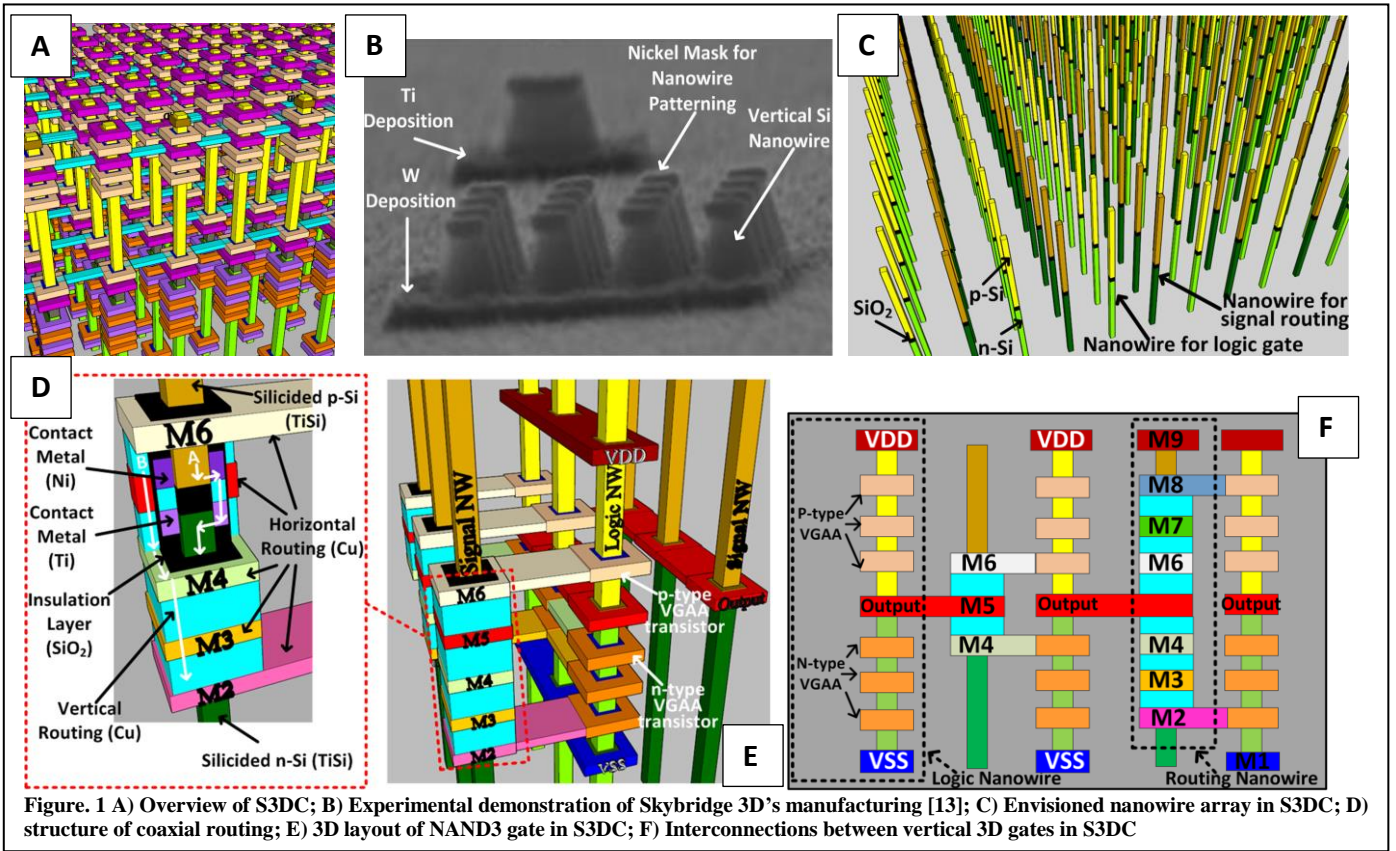 A
B
Ti
Deposition
W
Deposition
Nickel Mask for
Nanowire
Patterning
Vertical Si
Nanowire
C
SiO2
p-Si
n-Si
Nanowire for
signal routing
Nanowire for logic gate
D
Silicided p-Si
(TiSi)
Contact
Metal
(Ni)
Contact
Metal
(Ti)
Insulation
Layer
(SiO2)
Vertical
Routing (Cu)
Horizontal
Routing (Cu)
Silicided n-Si (TiSi)
M6
B
A
M4
M3
M2
Signal NW
VDD
Logic NW
Signal NW
Output
p-type
VGAA
transistor
n-type
VGAA
transistor
M6
M5
M4
M3
M2
VSS
E
F
VDD
VDD
M9
M8
P-type
VGAA
M7
M6
M6
Output
M5
Output
Output
N-type
VGAA
M4
M4
M3
M2
VSS
VSS
M1
Logic Nanowire
Routing Nanowire
Figure. 1 A) Overview of S3DC; B) Experimental demonstration of Skybridge 3D's manufacturing [13]; C) Envisioned nanowire array in S3DC; D)
structure of coaxial routing; E) 3D layout of NAND3 gate in S3DC; F) Interconnections between vertical 3D gates in S3DC